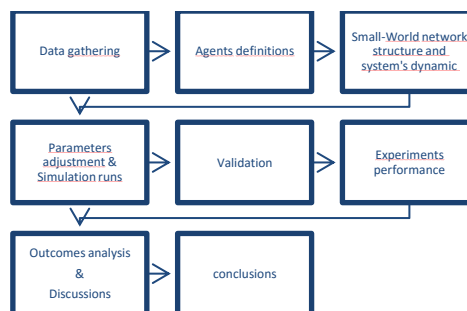 Data gathering
Agents definitions
Small-World network
structure and
system's dynamic
Parameters
adjustment &
Simulation runs
Validation
Experiments
performance
Outcomes analysis
&
Discussions
conclusions